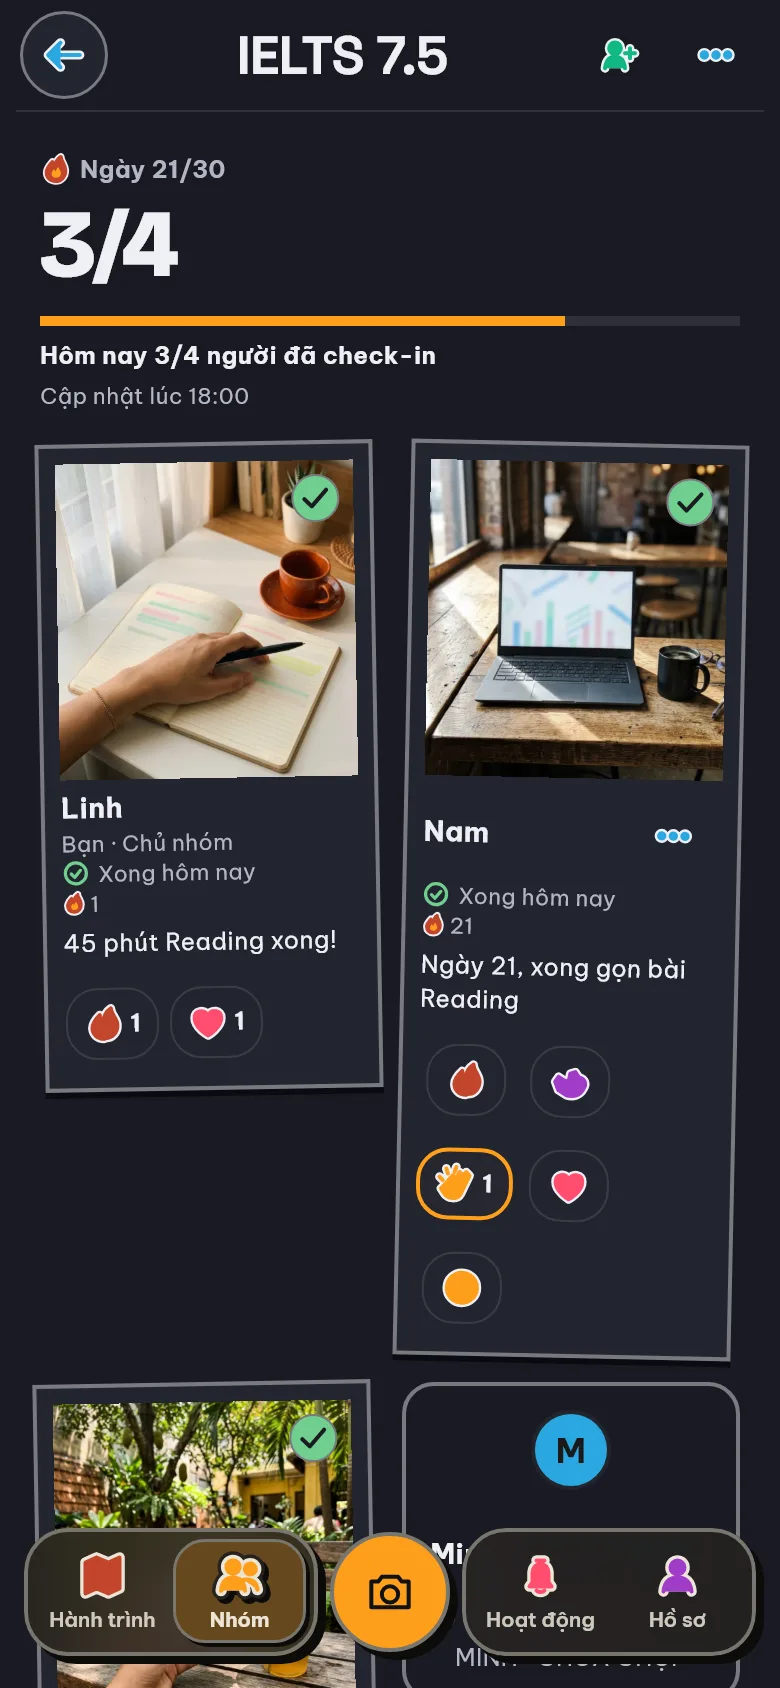 IELTS 7.5
Ngày 21/30
3/4
Hôm nay 3/4 người đã check-in
Cập nhật lúc 18:00
Linh
Bạn · Chủ nhóm
Xong hôm nay
1
45 phút Reading xong!
1 1
Nam
Xong hôm nay
21
Ngày 21, xong gọn bài
Reading
1
M
Hành trình
Nhóm
Hoạt động
Hồ sơ